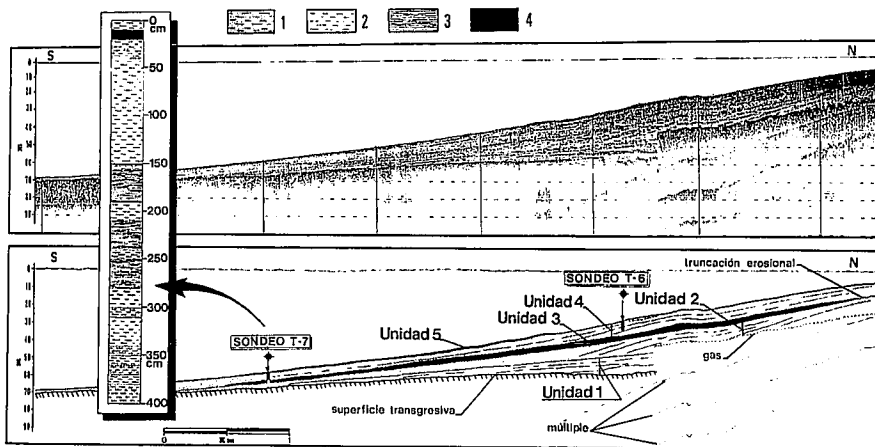 1 2 3 4
0
cm
50
100
150
200
250
300
350
cm
400
S N
S N
truncación erosional
SONDEO T-6
Unidad 4
Unidad 2
Unidad 3
Unidad 5
SONDEO T-7
gas
Unidad 1
superficie transgresiva
múltiple
0 1